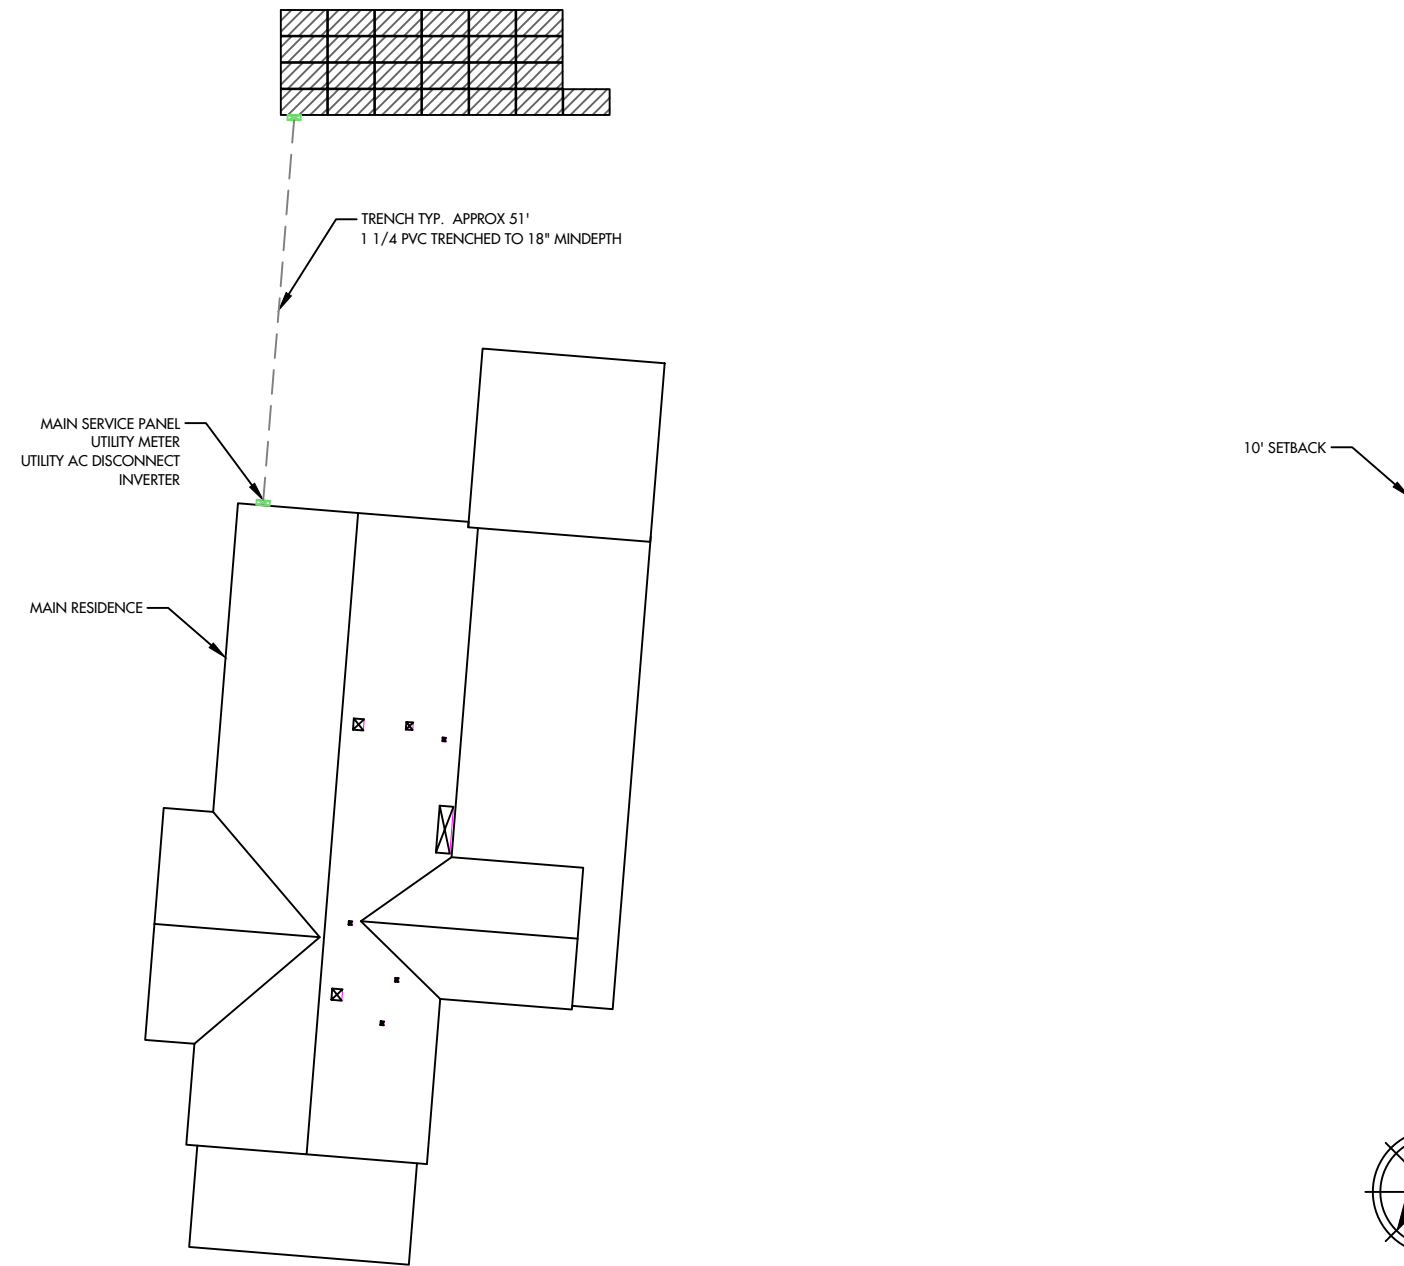 TRENCH TYP. APPROX 51'
1 1/4 PVC TRENCHED TO 18" MINDEPTH
MAIN SERVICE PANEL
UTILITY METER
UTILITY AC DISCONNECT
INVERTER
10' SETBACK
MAIN RESIDENCE